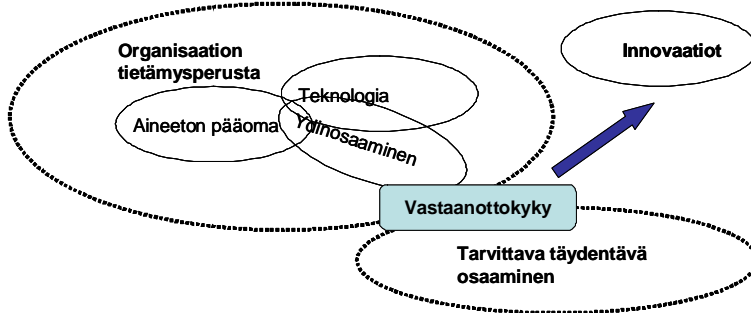 Organisaation
tietämysperusta
Innovaatiot
Teknologia
Aineeton pääoma
Ydinosaaminen
Vastaanottokyky
Tarvittava täydentävä
osaaminen